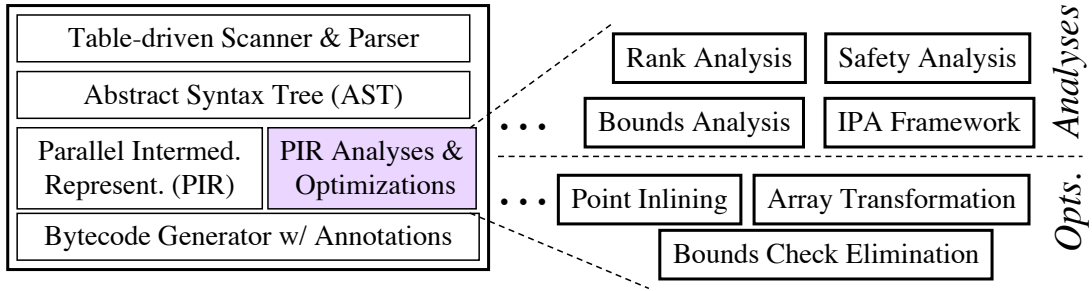 Table-driven Scanner & Parser
Abstract Syntax Tree (AST)
Parallel Intermed.
Represent. (PIR)
PIR Analyses &
Optimizations
Bytecode Generator w/ Annotations
Rank Analysis
Safety Analysis
• • •
Bounds Analysis
IPA Framework
Analyses
• • •
Point Inlining
Array Transformation
Bounds Check Elimination
Opts.